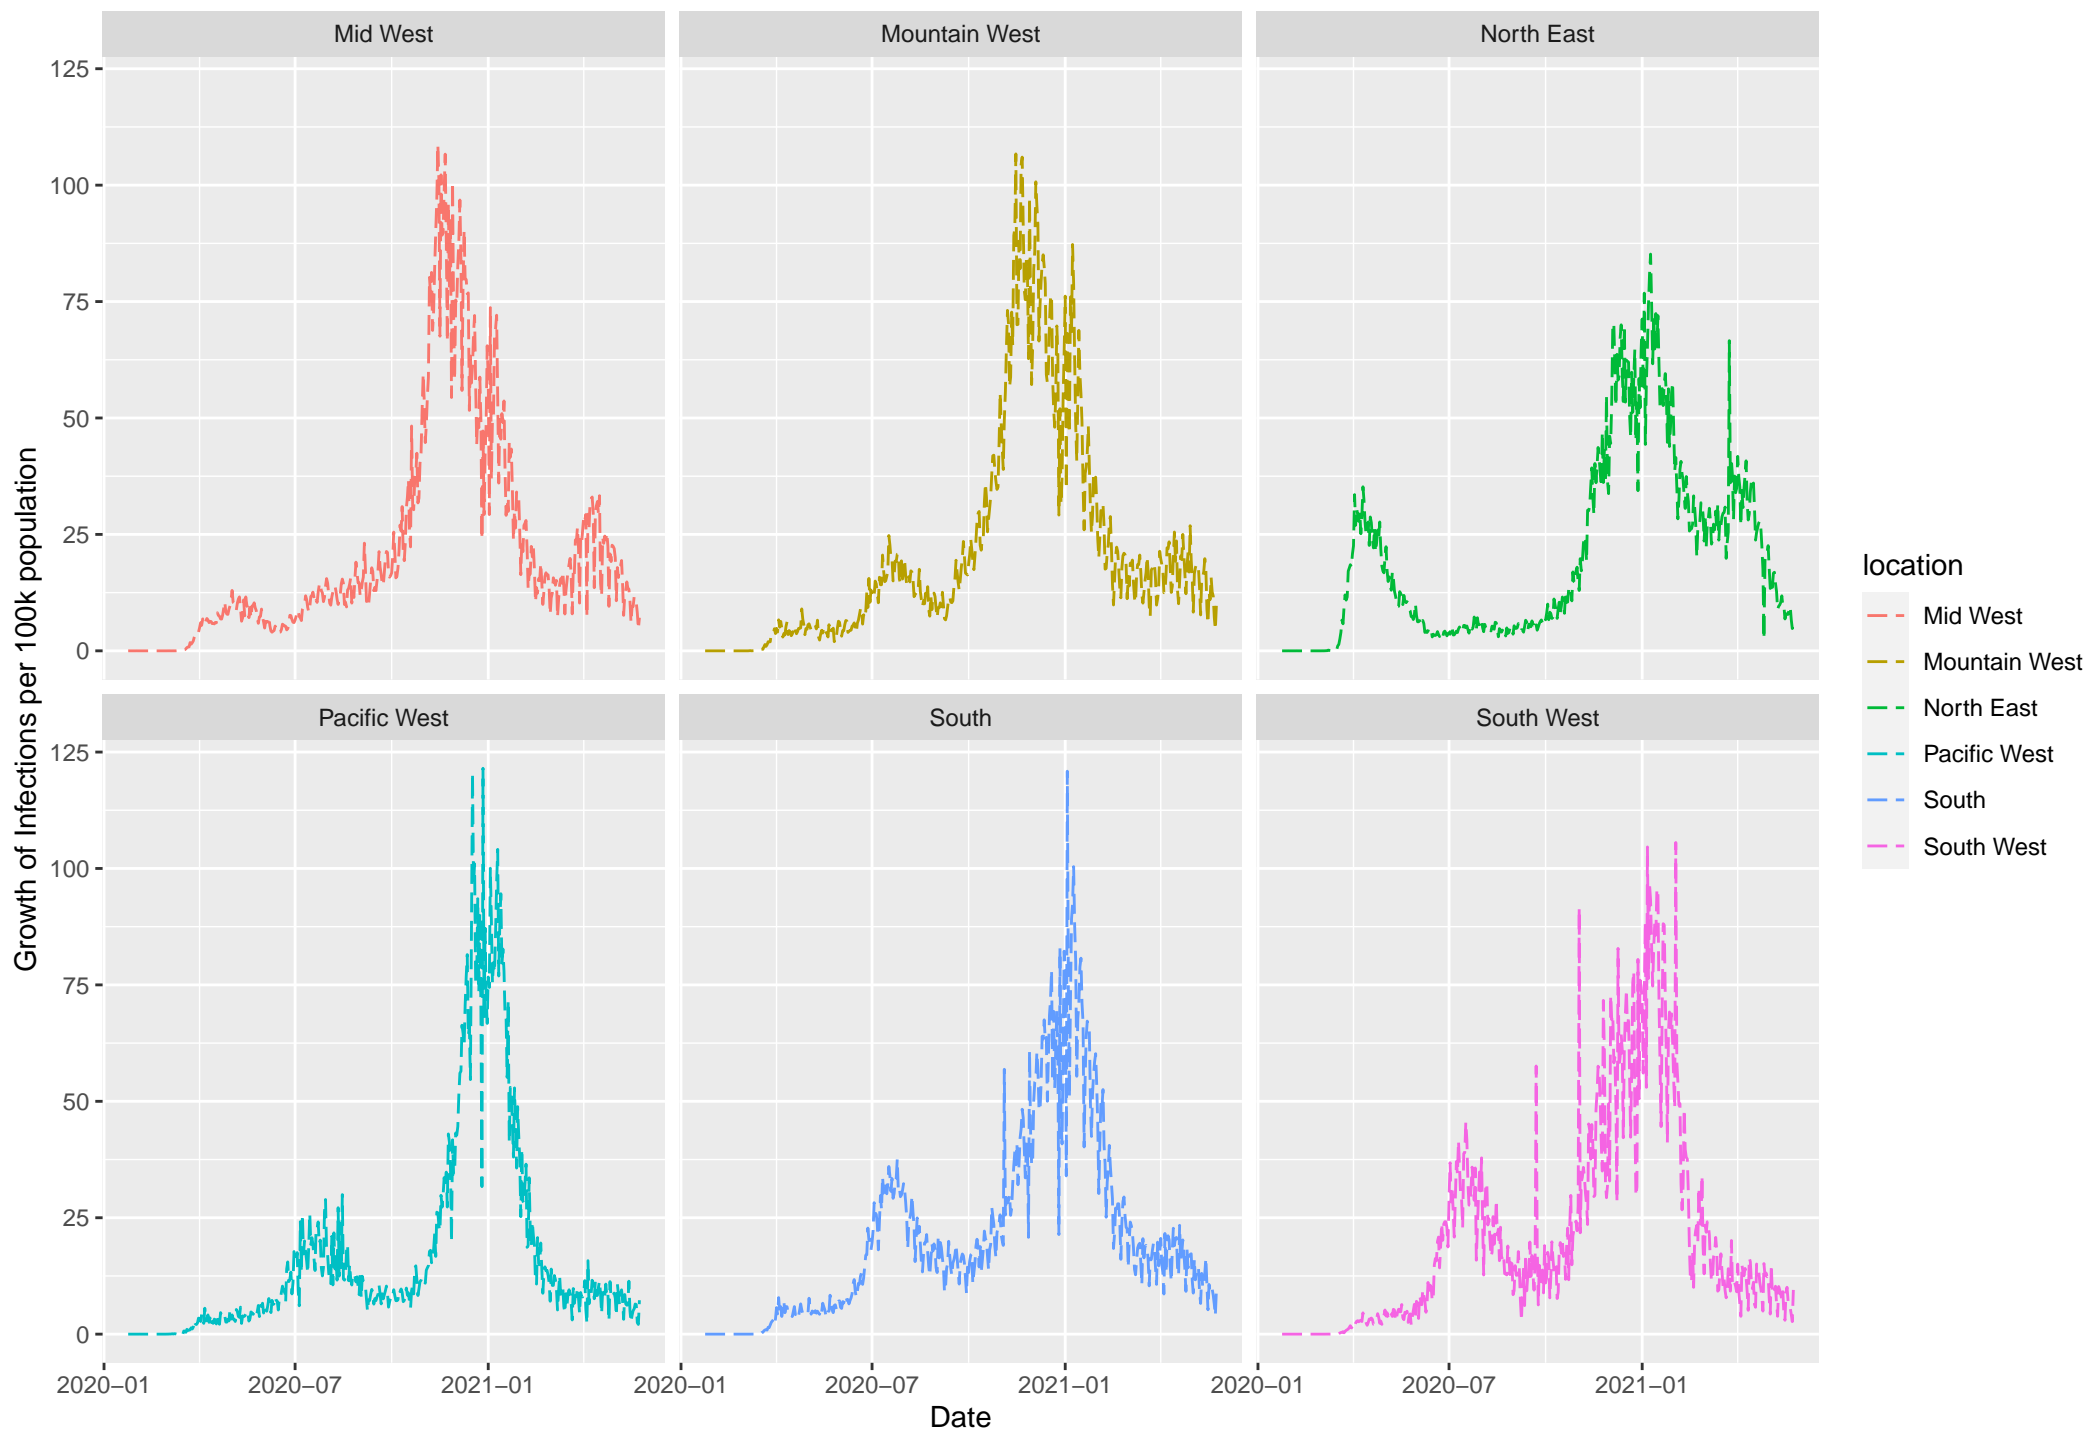 Mid West
Mountain West
North East
125
100
75
50
25
0
Growth of Infections per 100k population
Pacific West
South
South West
125
100
75
50
25
0
2020−01
2020−07
2021−01
2020−01
2020−07
2021−01
2020−01
2020−07
2021−01
Date
location
Mid West
Mountain West
North East
Pacific West
South
South West